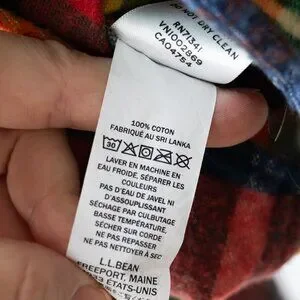 DO NOT DRY CLEAN
RN71341
VN1002869
CA04754
100% COTON
FABRIQUÉ AU SRI LANKA
30
LAVER EN MACHINE EN
EAU FROIDE, SÉPARER LES
COULEURS
PAS D'EAU DE JAVEL NI
D'ASSOUPLISSANT
SÉCHAGE PAR CULBUTAGE
BASSE TEMPÉRATURE.
SÉCHER SUR CORDE
NE PAS REPASSER
NE PAS NETTOYER À SEC
L.L.BEAN
FREEPORT, MAINE
ÉTATS-UNIS